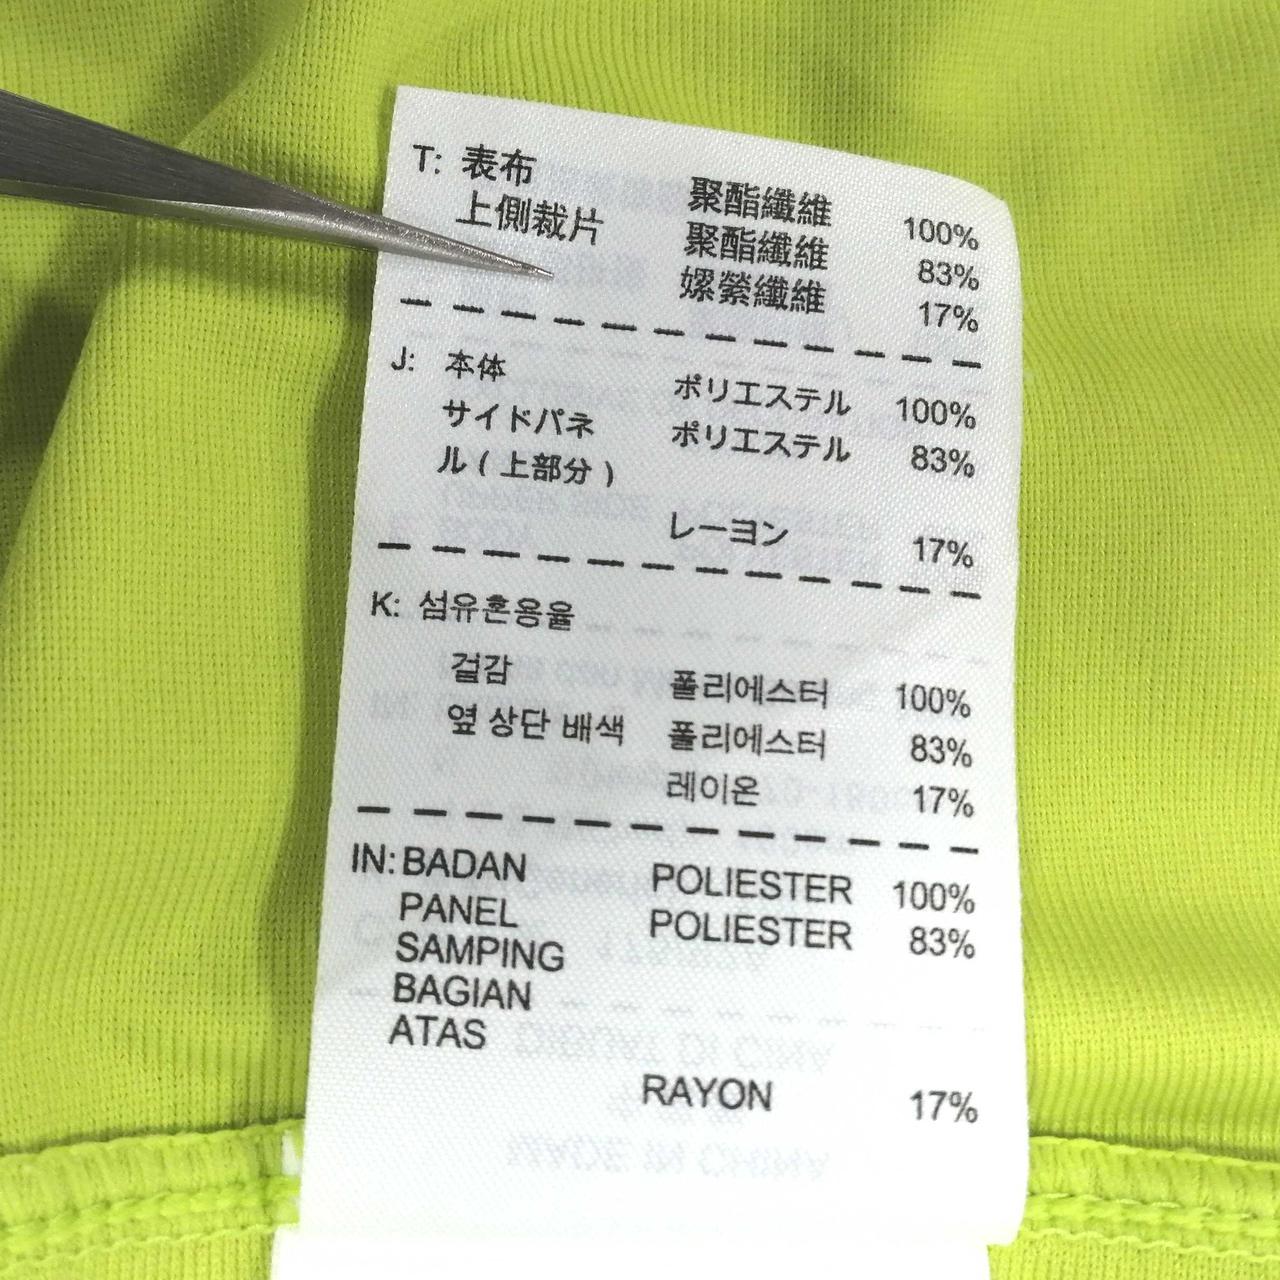 T: 表布 聚酯纖維 100%
上側裁片 聚酯纖維 83%
嫘縈纖維 17%
J: 本体 ポリエステル 100%
サイドパネ ポリエステル 83%
ル(上部分)
レーヨン 17%
K: 섬유혼용율
겉감 폴리에스터 100%
옆 상단 배색 폴리에스터 83%
레이온 17%
IN: BADAN POLIESTER 100%
PANEL POLIESTER 83%
SAMPING
BAGIAN
ATAS
RAYON 17%